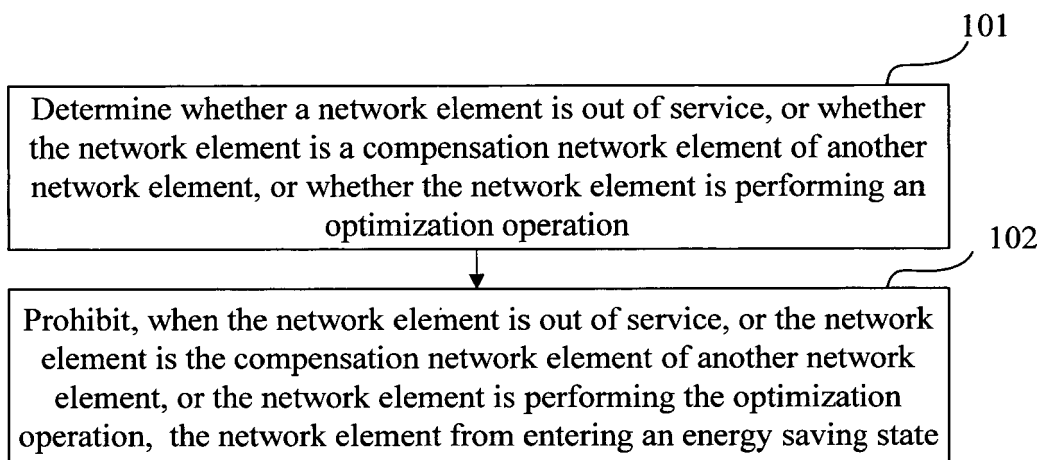 101
Determine whether a network element is out of service, or whether
the network element is a compensation network element of another
network element, or whether the network element is performing an
optimization operation
102
Prohibit, when the network element is out of service, or the network
element is the compensation network element of another network
element, or the network element is performing the optimization
operation, the network element from entering an energy saving state